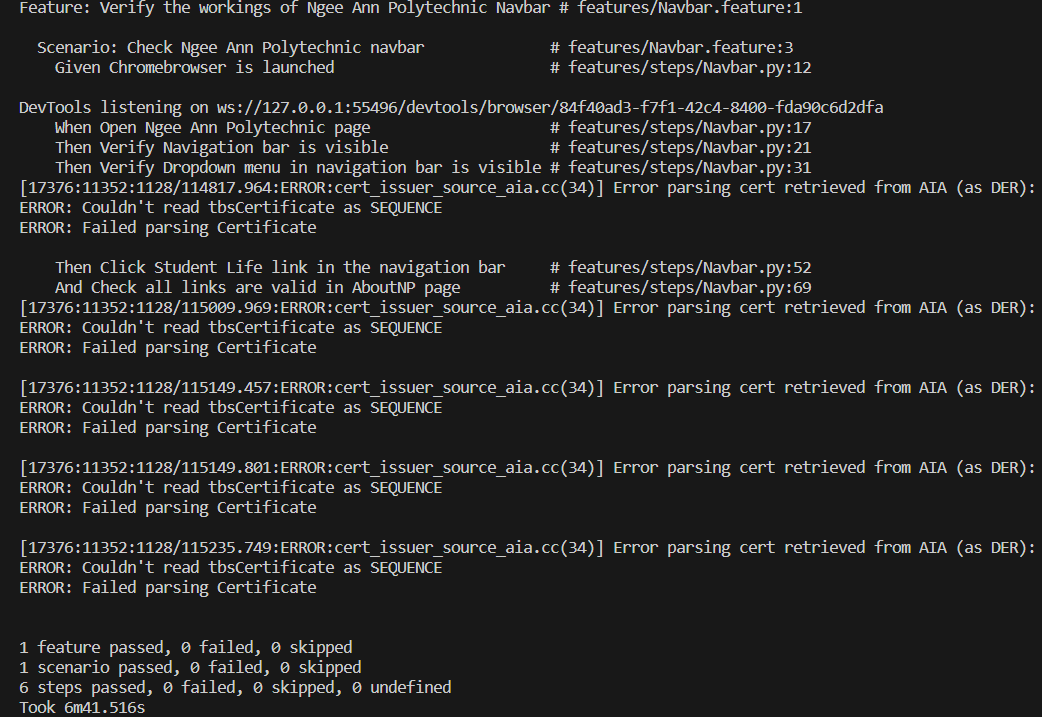 Feature: Verify the workings of Ngee Ann Polytechnic Navbar # features/Navbar.feature:1
Scenario: Check Ngee Ann Polytechnic navbar # features/Navbar.feature:3
Given Chromebrowser is launched # features/steps/Navbar.py:12
DevTools listening on ws://127.0.0.1:55496/devtools/browser/84f40ad3-f7f1-42c4-8400-fda90c6d2dfa
When Open Ngee Ann Polytechnic page # features/steps/Navbar.py:17
Then Verify Navigation bar is visible # features/steps/Navbar.py:21
Then Verify Dropdown menu in navigation bar is visible # features/steps/Navbar.py:31
[17376:11352:1128/114817.964:ERROR:cert_issuer_source_aia.cc(34)] Error parsing cert retrieved from AIA (as DER):
ERROR: Couldn't read tbsCertificate as SEQUENCE
ERROR: Failed parsing Certificate
Then Click Student Life link in the navigation bar # features/steps/Navbar.py:52
And Check all links are valid in AboutNP page # features/steps/Navbar.py:69
[17376:11352:1128/115009.969:ERROR:cert_issuer_source_aia.cc(34)] Error parsing cert retrieved from AIA (as DER):
ERROR: Couldn't read tbsCertificate as SEQUENCE
ERROR: Failed parsing Certificate
[17376:11352:1128/115149.457:ERROR:cert_issuer_source_aia.cc(34)] Error parsing cert retrieved from AIA (as DER):
ERROR: Couldn't read tbsCertificate as SEQUENCE
ERROR: Failed parsing Certificate
[17376:11352:1128/115149.801:ERROR:cert_issuer_source_aia.cc(34)] Error parsing cert retrieved from AIA (as DER):
ERROR: Couldn't read tbsCertificate as SEQUENCE
ERROR: Failed parsing Certificate
[17376:11352:1128/115235.749:ERROR:cert_issuer_source_aia.cc(34)] Error parsing cert retrieved from AIA (as DER):
ERROR: Couldn't read tbsCertificate as SEQUENCE
ERROR: Failed parsing Certificate
1 feature passed, 0 failed, 0 skipped
1 scenario passed, 0 failed, 0 skipped
6 steps passed, 0 failed, 0 skipped, 0 undefined
Took 6m41.516s